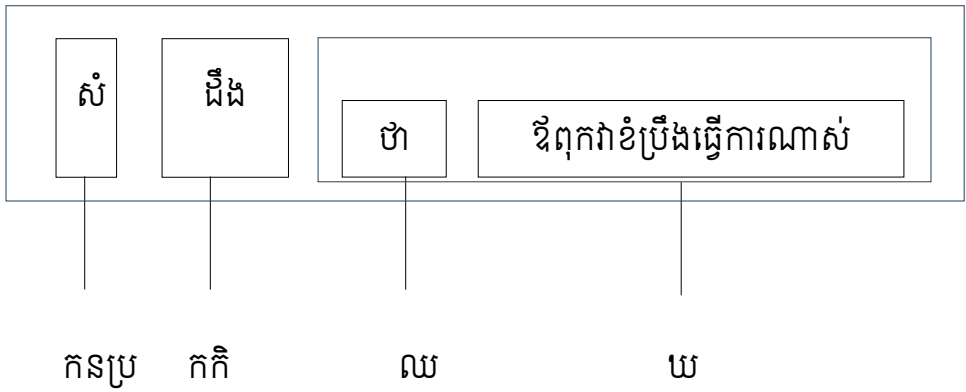 សំ ដឹង
ថា ឪពុកវាខំប្រឹងធ្វើការណាស់
កនប្រ កកិ ឈ ឃ